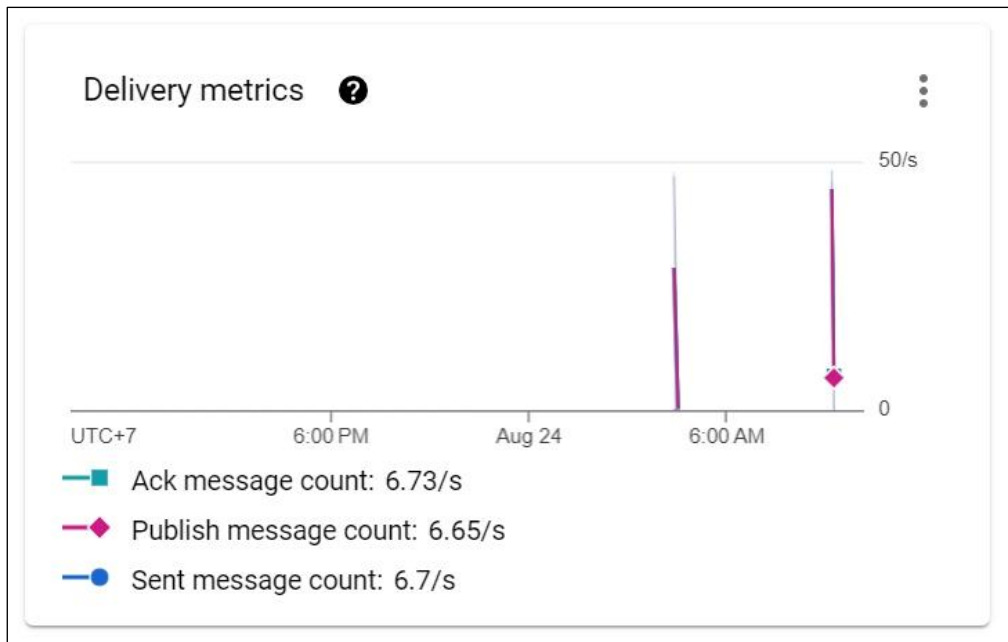 Delivery metrics ?
50/s
0
UTC+7 6:00 PM Aug 24 6:00 AM
Ack message count: 6.73/s
Publish message count: 6.65/s
Sent message count: 6.7/s